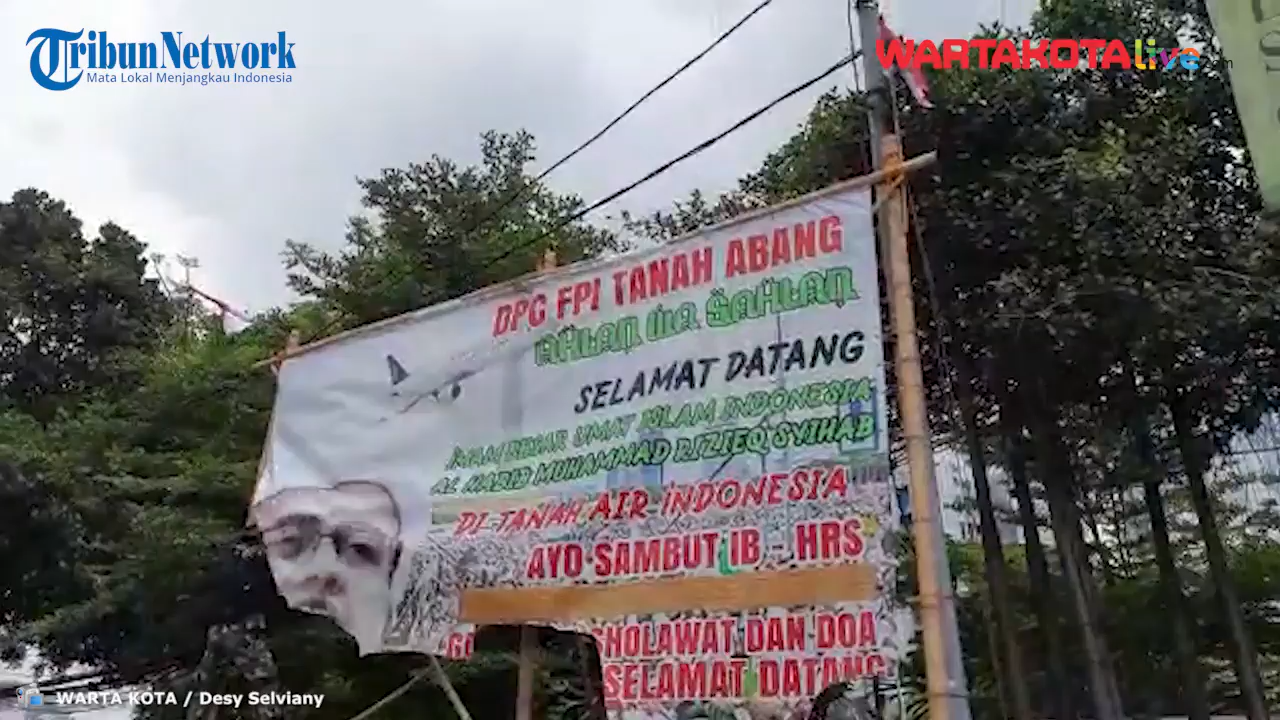 TribunNetwork
Mata Lokal Menjangkau Indonesia
WARTAKOTAlive.com
DPC FPI TANAH ABANG
AHLAN WA SAHLAN
SELAMAT DATANG
IMAM BESAR UMAT ISLAM INDONESIA
AL HABIB MUHAMMAD RIZIEQ SYIHAB
DI TANAH AIR INDONESIA
AYO SAMBUT IB - HRS
SHOLAWAT DAN DOA
SELAMAT DATANG
WARTA KOTA / Desy Selviany